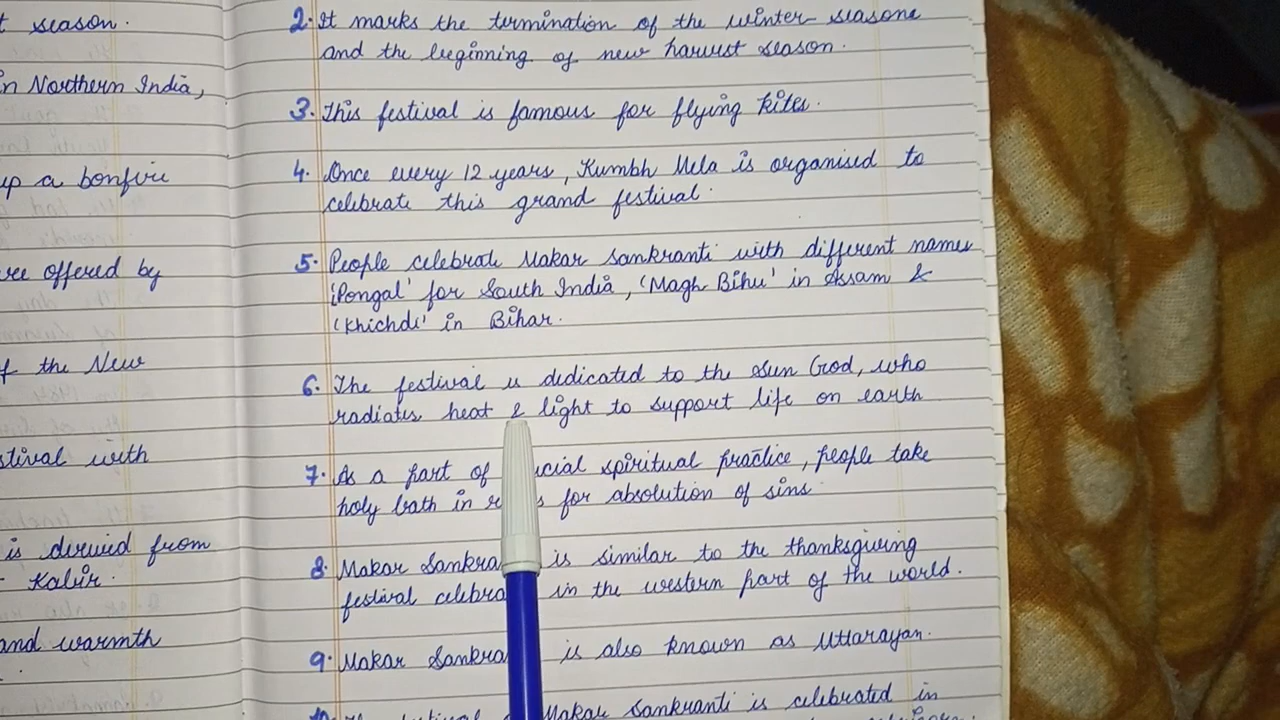 t season.
in Northern India,
up a bonfire
ree offered by
f the New
stival with
is derived from
Kabir.
and warmth
2. It marks the termination of the winter seasone
and the beginning of new harvest season.
3. This festival is famous for flying kites.
4. Once every 12 years, Kumbh Mela is organised to
celebrate this grand festival.
5. People celebrate Makar Sankranti with different names
'Pongal' for South India, 'Magh Bihu' in Assam &
'Khichdi' in Bihar.
6. The festival is dedicated to the Sun God, who
radiates heat & light to support life on earth
7. As a part of ucial spiritual practice, people take
holy bath in r s for absolution of sins
8. Makar Sankra is similar to the thanksgiving
festival celebra in the western part of the world.
9. Makar Sankra is also known as Uttarayan.
Makar Sankranti is celebrated in